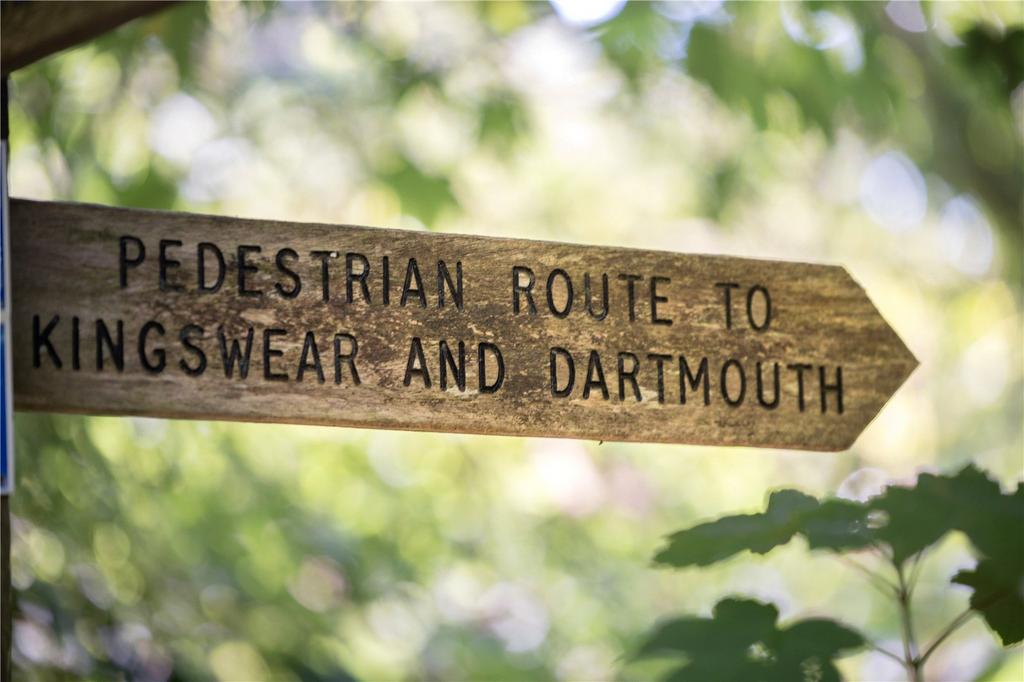 PEDESTRIAN ROUTE TO
KINGSWEAR AND DARTMOUTH